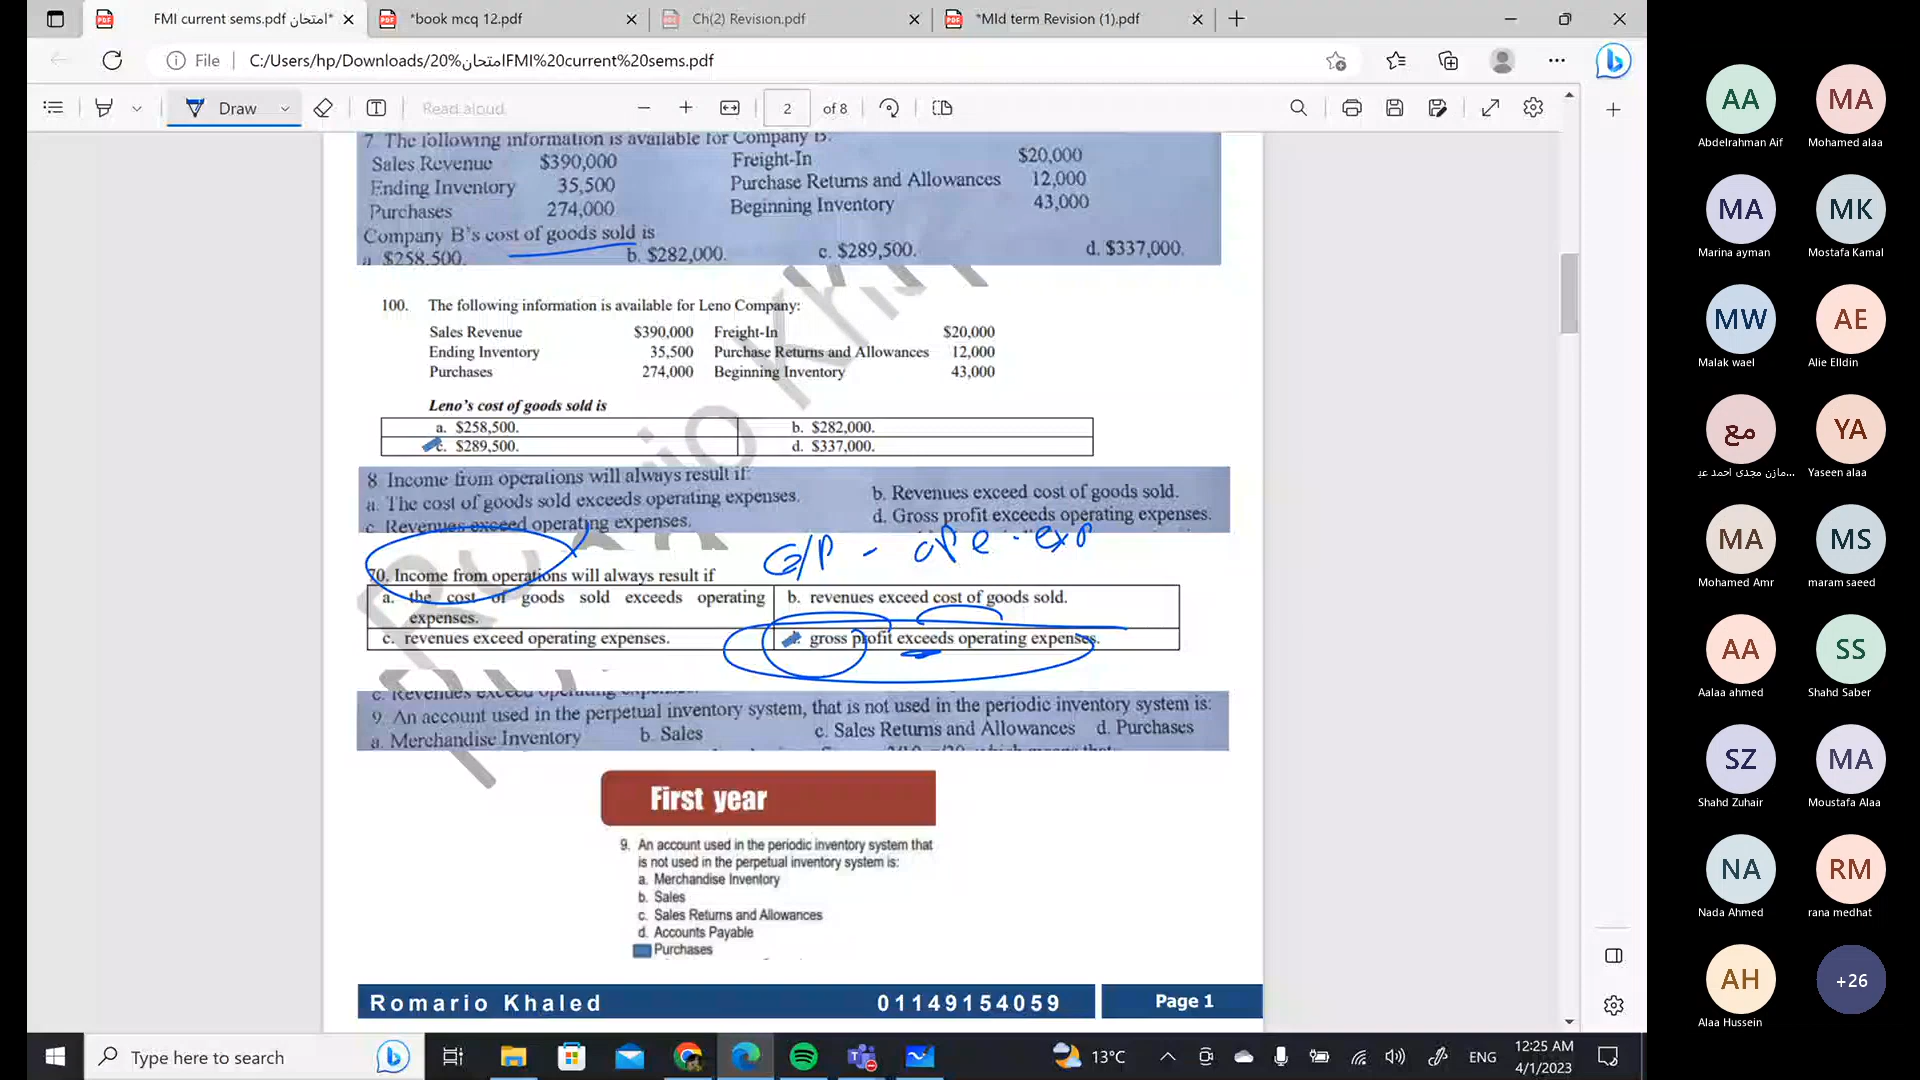 FMI current sems.pdf امتحان*
*book mcq 12.pdf
Ch(2) Revision.pdf
*MId term Revision (1).pdf
File
C:/Users/hp/Downloads/20%امتحانFMI%20current%20sems.pdf
Draw
Read aloud
2
of 8
7 The following information is available for Company B.
Sales Revenue $390,000 Freight-In $20,000
Ending Inventory 35,500 Purchase Returns and Allowances 12,000
Purchases 274,000 Beginning Inventory 43,000
Company B's cost of goods sold is
a $258,500. b. $282,000. c. $289,500. d. $337,000.
100. The following information is available for Leno Company:
Sales Revenue $390,000 Freight-In $20,000
Ending Inventory 35,500 Purchase Returns and Allowances 12,000
Purchases 274,000 Beginning Inventory 43,000
Leno's cost of goods sold is
a. $258,500. b. $282,000.
c. $289,500. d. $337,000.
8 Income from operations will always result if:
a. The cost of goods sold exceeds operating expenses. b. Revenues exceed cost of goods sold.
c. Revenues exceed operating expenses. d. Gross profit exceeds operating expenses.
G/P - ope. exp
70. Income from operations will always result if
a. the cost of goods sold exceeds operating expenses. b. revenues exceed cost of goods sold.
c. revenues exceed operating expenses. gross profit exceeds operating expenses.
c. Revenues exceed operating expenses.
9. An account used in the perpetual inventory system, that is not used in the periodic inventory system is:
a. Merchandise Inventory b. Sales c. Sales Returns and Allowances d. Purchases
First year
9. An account used in the periodic inventory system that
is not used in the perpetual inventory system is:
a. Merchandise Inventory
b. Sales
c. Sales Returns and Allowances
d. Accounts Payable
Purchases
Romario Khaled 01149154059 Page 1
Type here to search
13°C
ENG
12:25 AM
4/1/2023
AA
Abdelrahman Aif
MA
Mohamed alaa
MA
Marina ayman
MK
Mostafa Kamal
MW
Malak wael
AE
Alie Elldin
مع
مازن مجدى احمد عبـ...
YA
Yaseen alaa
MA
Mohamed Amr
MS
maram saeed
AA
Aalaa ahmed
SS
Shahd Saber
SZ
Shahd Zuhair
MA
Moustafa Alaa
NA
Nada Ahmed
RM
rana medhat
AH
Alaa Hussein
+26